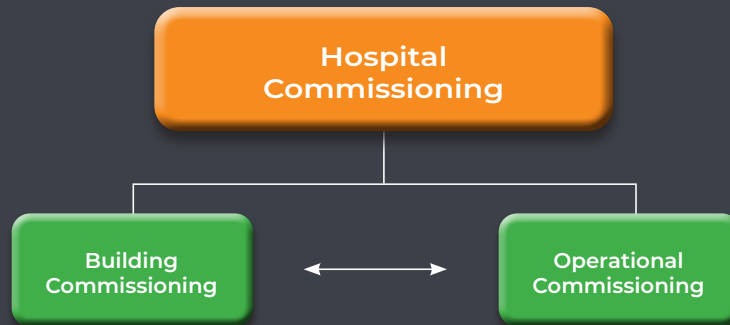 Hospital
Commissioning
Building
Commissioning
Operational
Commissioning